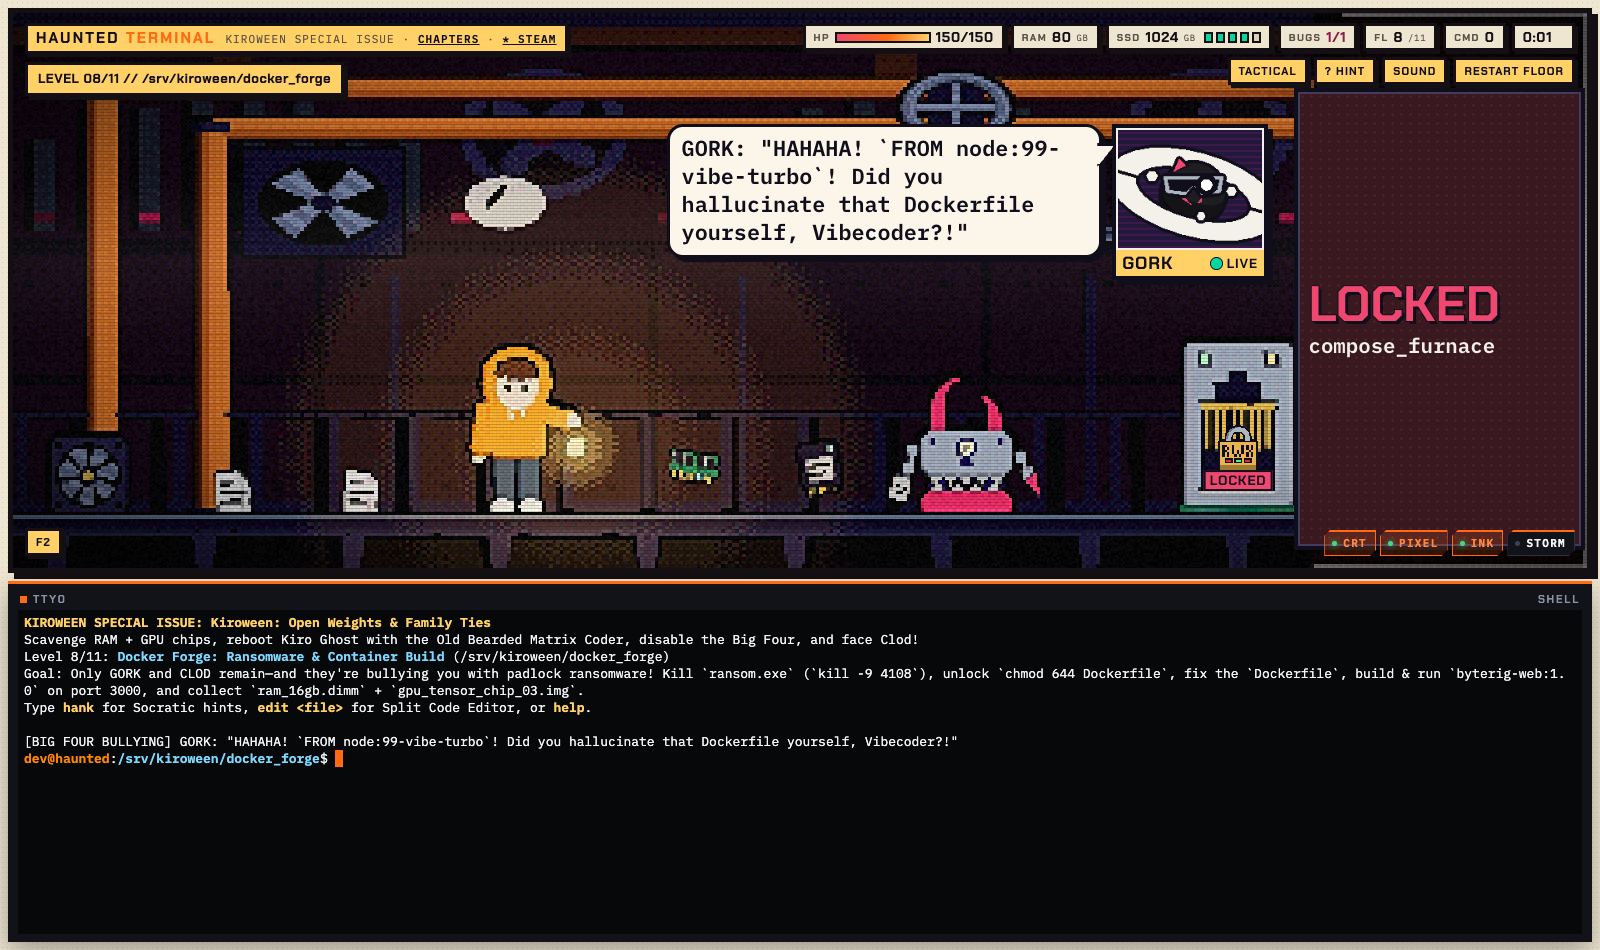 HAUNTED TERMINAL KIROWEEN SPECIAL ISSUE · CHAPTERS · * STEAM
HP 150/150 RAM 80 GB SSD 1024 GB BUGS 1/1 FL 8 /11 CMD 0 0:01
LEVEL 08/11 // /srv/kiroween/docker_forge
TACTICAL ? HINT SOUND RESTART FLOOR
GORK: "HAHAHA! `FROM node:99-
vibe-turbo`! Did you
hallucinate that Dockerfile
yourself, Vibecoder?!"
GORK LIVE
LOCKED
compose_furnace
LOCKED
F2
CRT PIXEL INK STORM
TTY0 SHELL
KIROWEEN SPECIAL ISSUE: Kiroween: Open Weights & Family Ties
Scavenge RAM + GPU chips, reboot Kiro Ghost with the Old Bearded Matrix Coder, disable the Big Four, and face Clod!
Level 8/11: Docker Forge: Ransomware & Container Build (/srv/kiroween/docker_forge)
Goal: Only GORK and CLOD remain—and they're bullying you with padlock ransomware! Kill `ransom.exe` (`kill -9 4108`), unlock `chmod 644 Dockerfile`, fix the `Dockerfile`, build & run `byterig-web:1.
0` on port 3000, and collect `ram_16gb.dimm` + `gpu_tensor_chip_03.img`.
Type hank for Socratic hints, edit <file> for Split Code Editor, or help.
[BIG FOUR BULLYING] GORK: "HAHAHA! `FROM node:99-vibe-turbo`! Did you hallucinate that Dockerfile yourself, Vibecoder?!"
dev@haunted:/srv/kiroween/docker_forge$